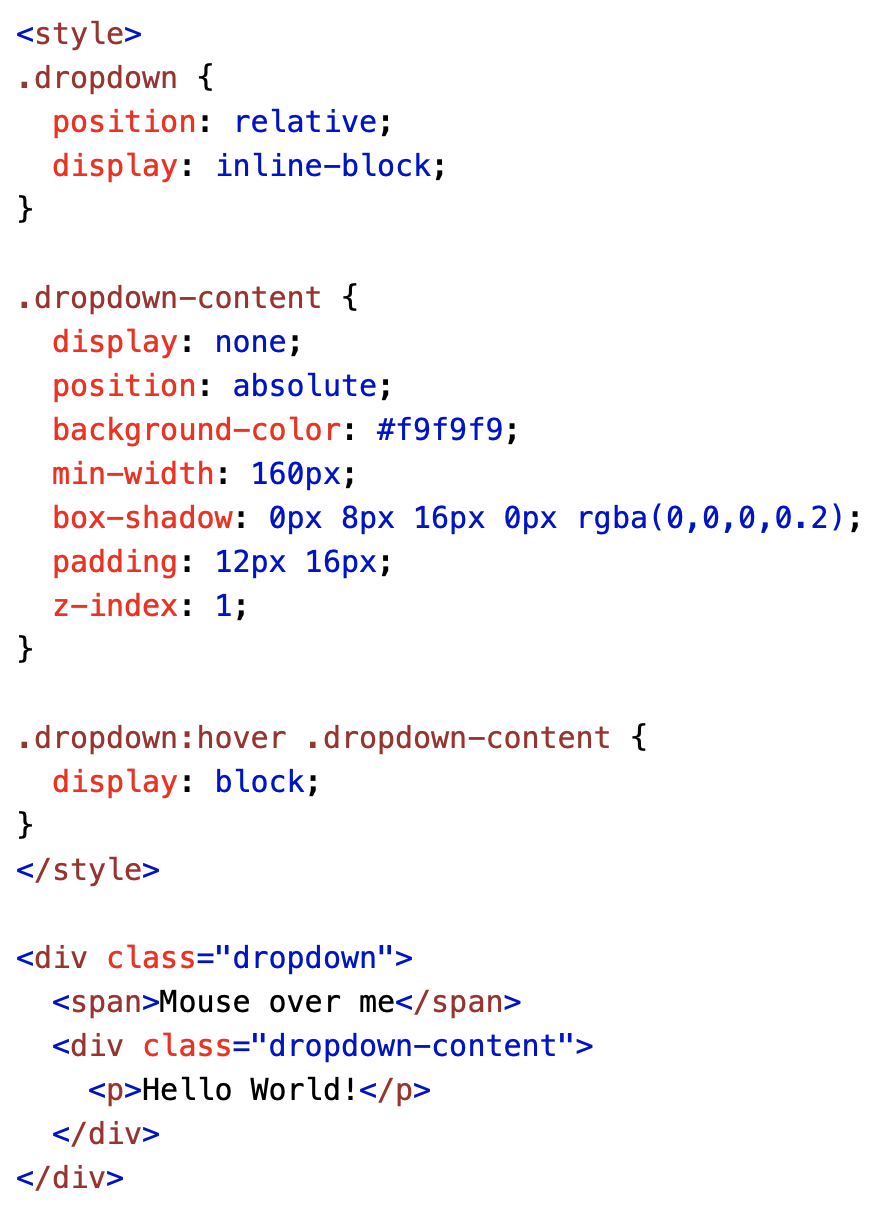 <style>
.dropdown {
  position: relative;
  display: inline-block;
}

.dropdown-content {
  display: none;
  position: absolute;
  background-color: #f9f9f9;
  min-width: 160px;
  box-shadow: 0px 8px 16px 0px rgba(0,0,0,0.2);
  padding: 12px 16px;
  z-index: 1;
}

.dropdown:hover .dropdown-content {
  display: block;
}
</style>

<div class="dropdown">
  <span>Mouse over me</span>
  <div class="dropdown-content">
    <p>Hello World!</p>
  </div>
</div>